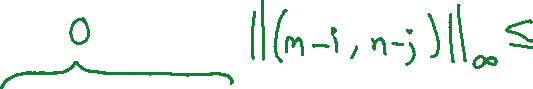 0 ||(m-i, n-j)||∞ ≤